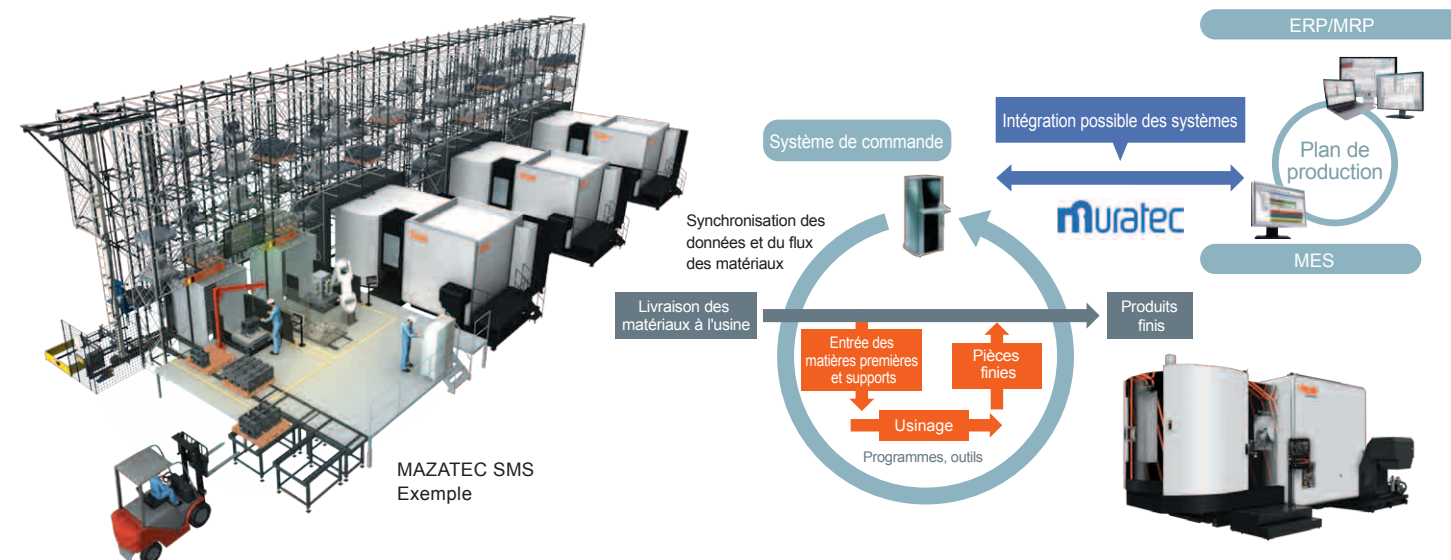 ERP/MRP
Intégration possible des systèmes
Système de commande
Plan de
production
muratec
Synchronisation des
données et du flux
des matériaux
MES
Livraison des
matériaux à l'usine
Produits
finis
Entrée des
matières premières
et supports
Pièces
finies
Usinage
Programmes, outils
MAZATEC SMS
Exemple